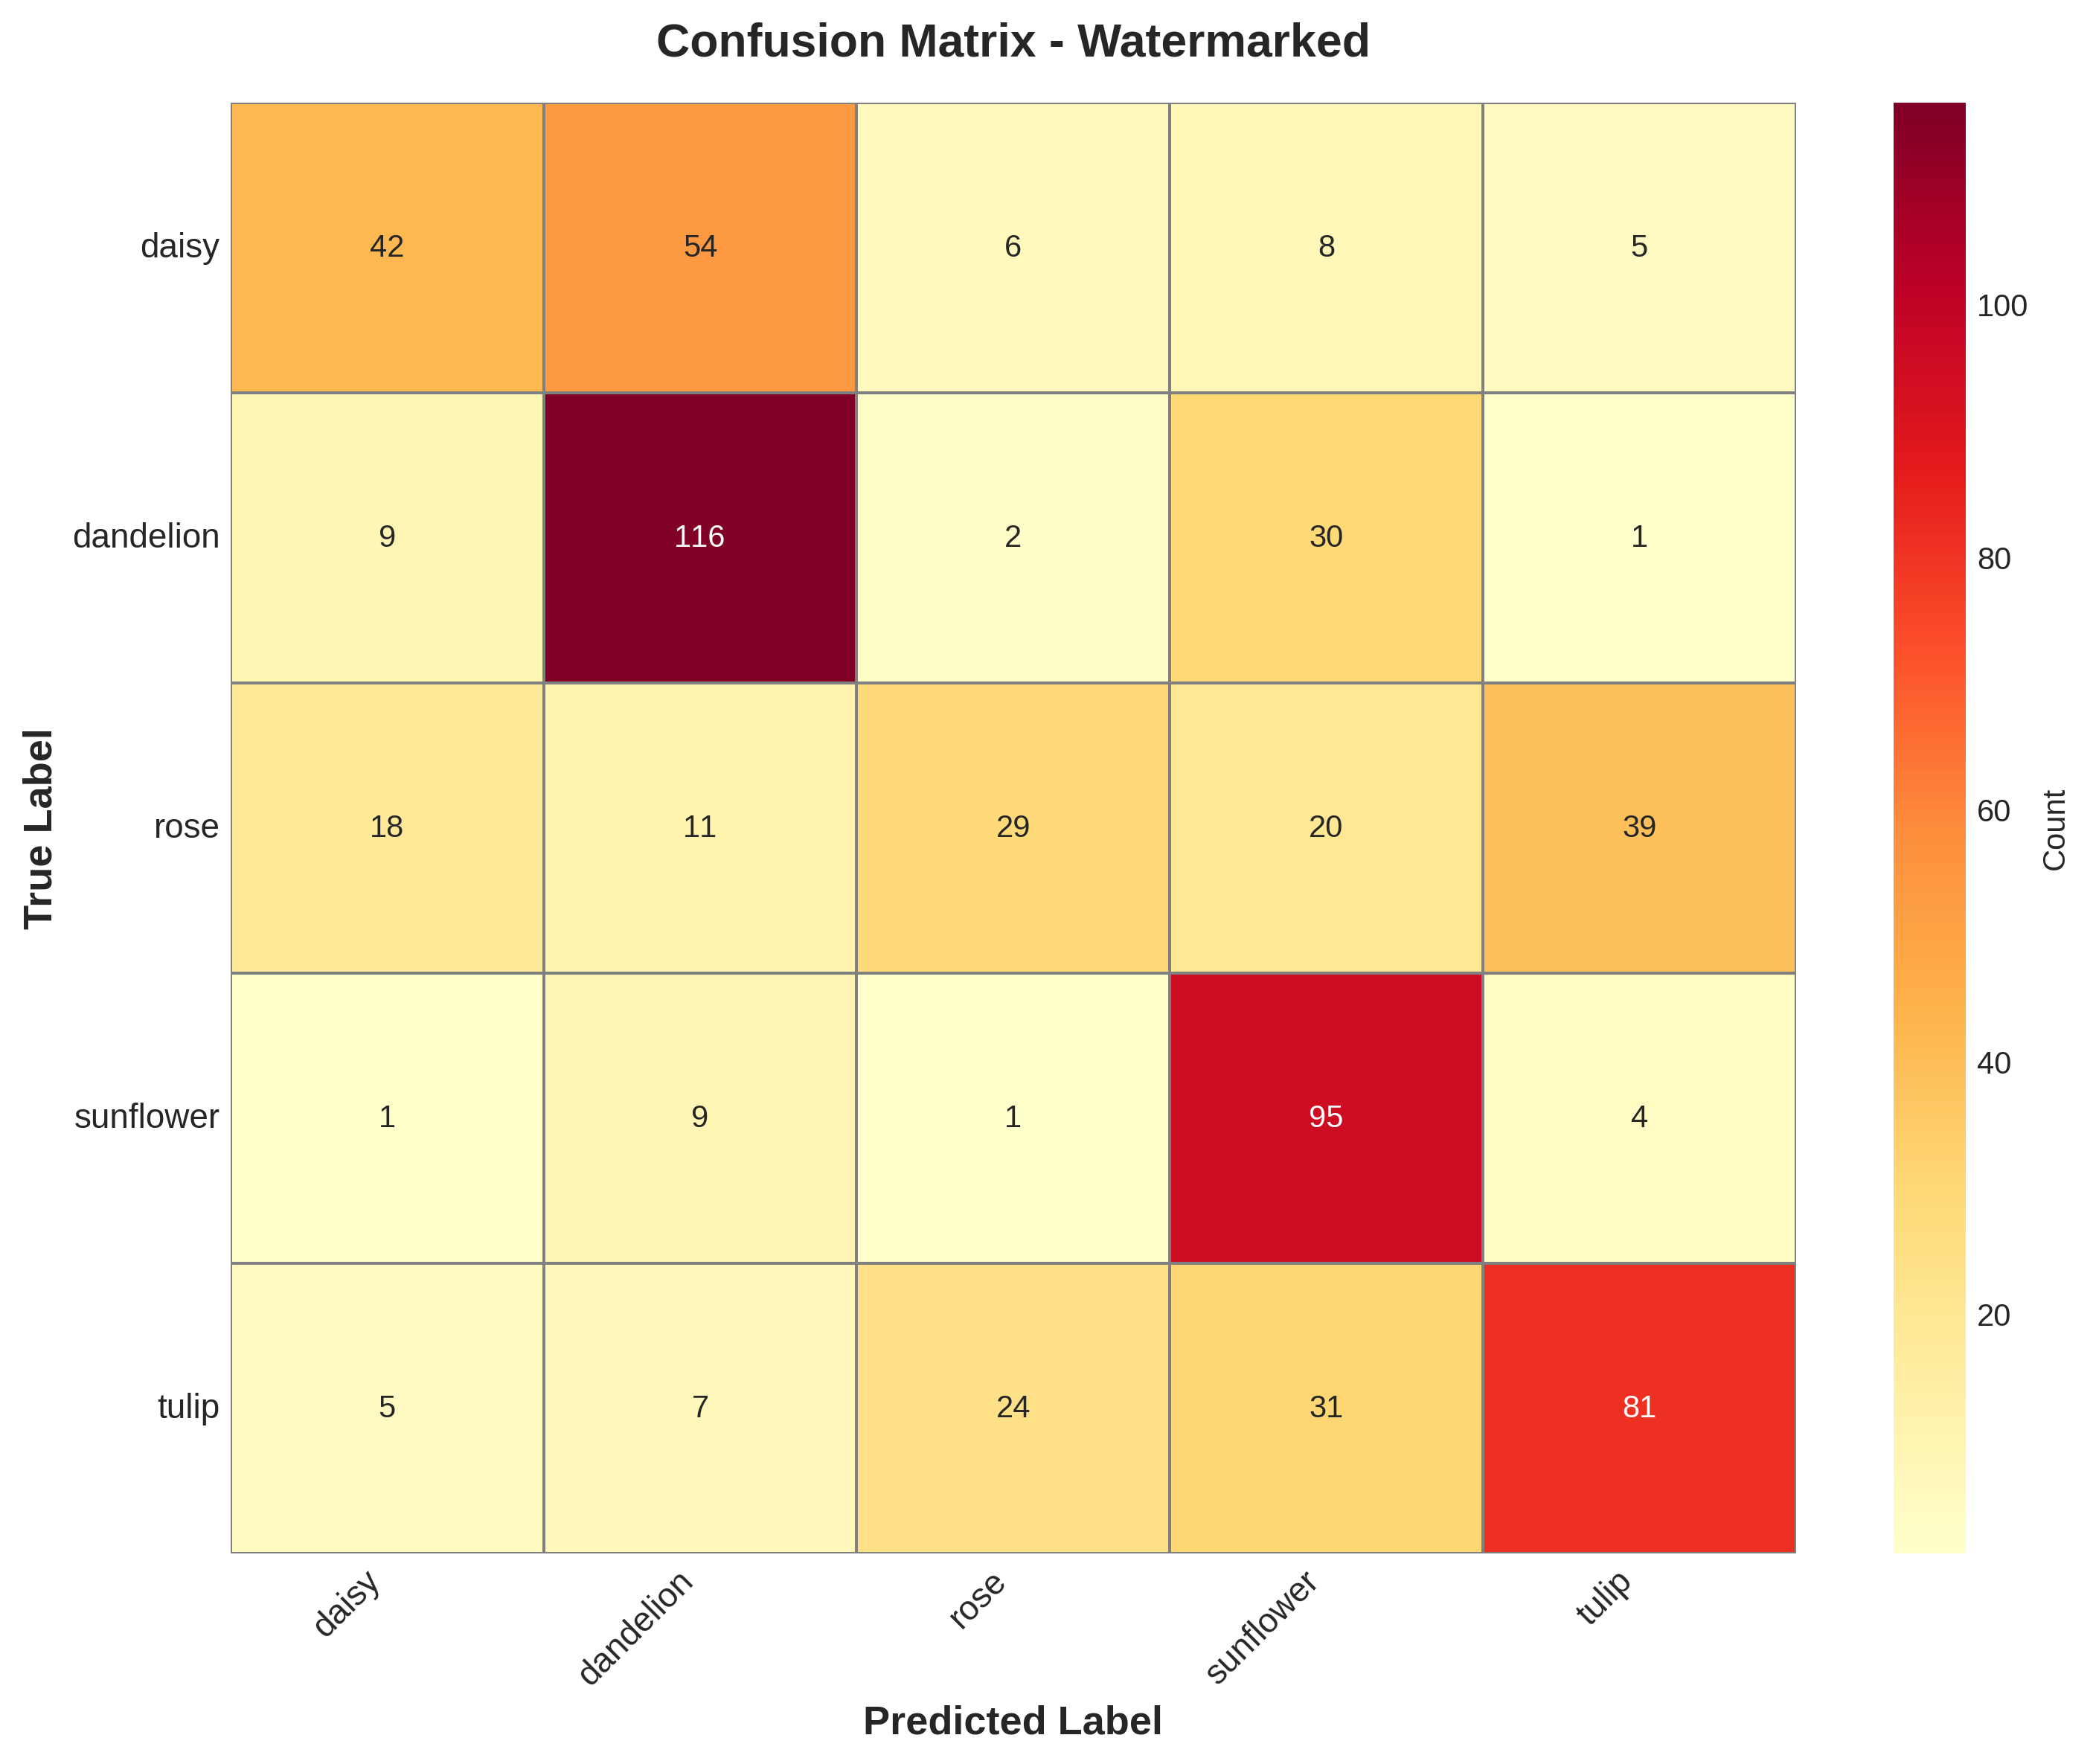 Confusion Matrix - Watermarked
True Label
daisy 42 54 6 8 5
dandelion 9 116 2 30 1
rose 18 11 29 20 39
sunflower 1 9 1 95 4
tulip 5 7 24 31 81
daisy dandelion rose sunflower tulip
Predicted Label
100
80
60
40
20
Count